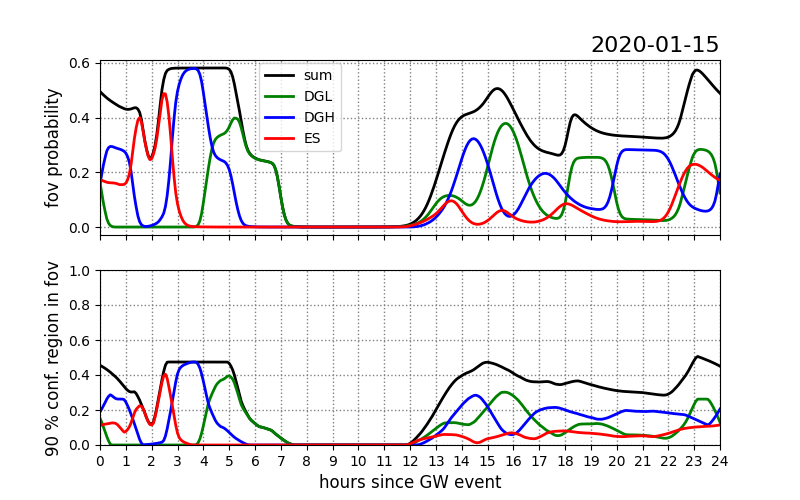 2020-01-15
0.6
0.4
0.2
0.0
fov probability
sum
DGL
DGH
ES
1.0
0.8
0.6
0.4
0.2
0.0
90 % conf. region in fov
0 1 2 3 4 5 6 7 8 9 10 11 12 13 14 15 16 17 18 19 20 21 22 23 24
hours since GW event